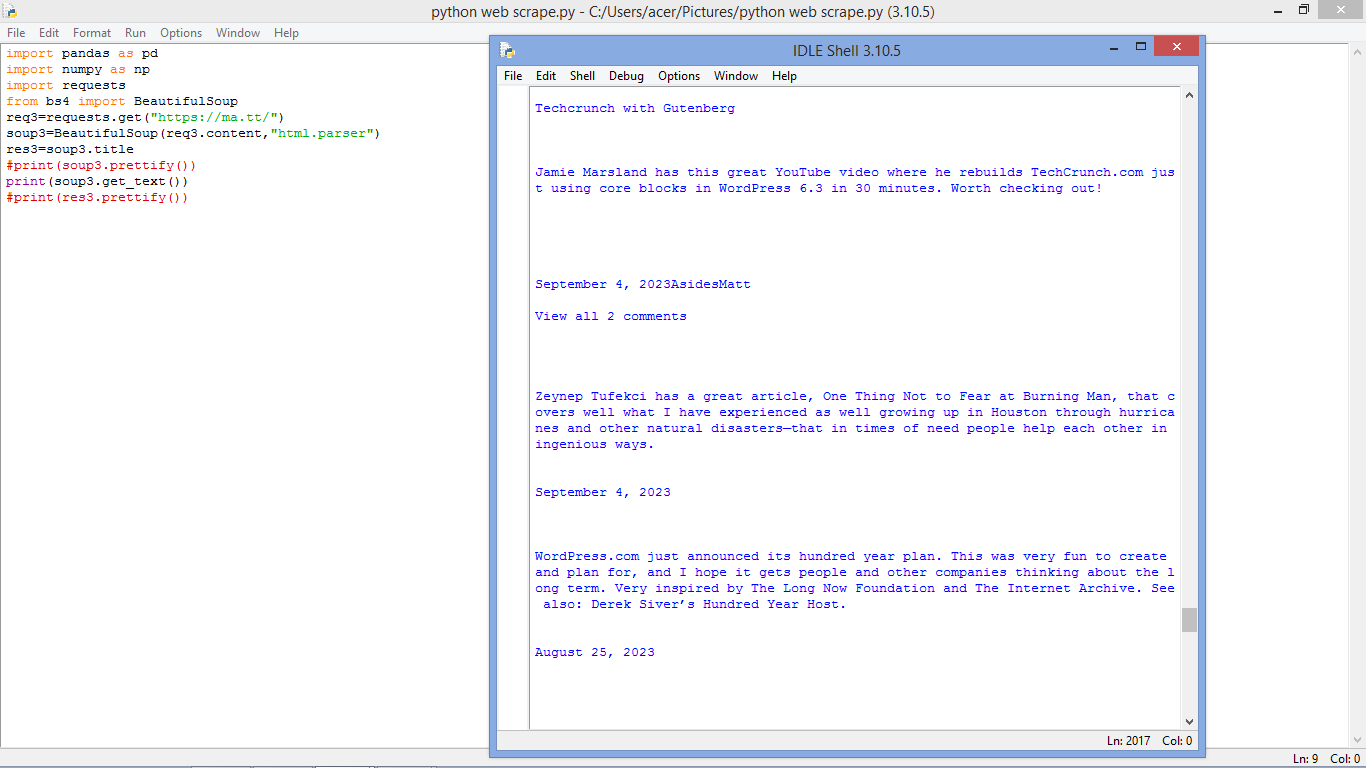 python web scrape.py - C:/Users/acer/Pictures/python web scrape.py (3.10.5)
File Edit Format Run Options Window Help
import pandas as pd
import numpy as np
import requests
from bs4 import BeautifulSoup
req3=requests.get("https://ma.tt/")
soup3=BeautifulSoup(req3.content,"html.parser")
res3=soup3.title
#print(soup3.prettify())
print(soup3.get_text())
#print(res3.prettify())
IDLE Shell 3.10.5
File Edit Shell Debug Options Window Help
Techcrunch with Gutenberg
Jamie Marsland has this great YouTube video where he rebuilds TechCrunch.com jus
t using core blocks in WordPress 6.3 in 30 minutes. Worth checking out!
September 4, 2023AsidesMatt
View all 2 comments
Zeynep Tufekci has a great article, One Thing Not to Fear at Burning Man, that c
overs well what I have experienced as well growing up in Houston through hurrica
nes and other natural disasters—that in times of need people help each other in
ingenious ways.
September 4, 2023
WordPress.com just announced its hundred year plan. This was very fun to create
and plan for, and I hope it gets people and other companies thinking about the l
ong term. Very inspired by The Long Now Foundation and The Internet Archive. See
also: Derek Siver’s Hundred Year Host.
August 25, 2023
Ln: 2017 Col: 0
Ln: 9 Col: 0